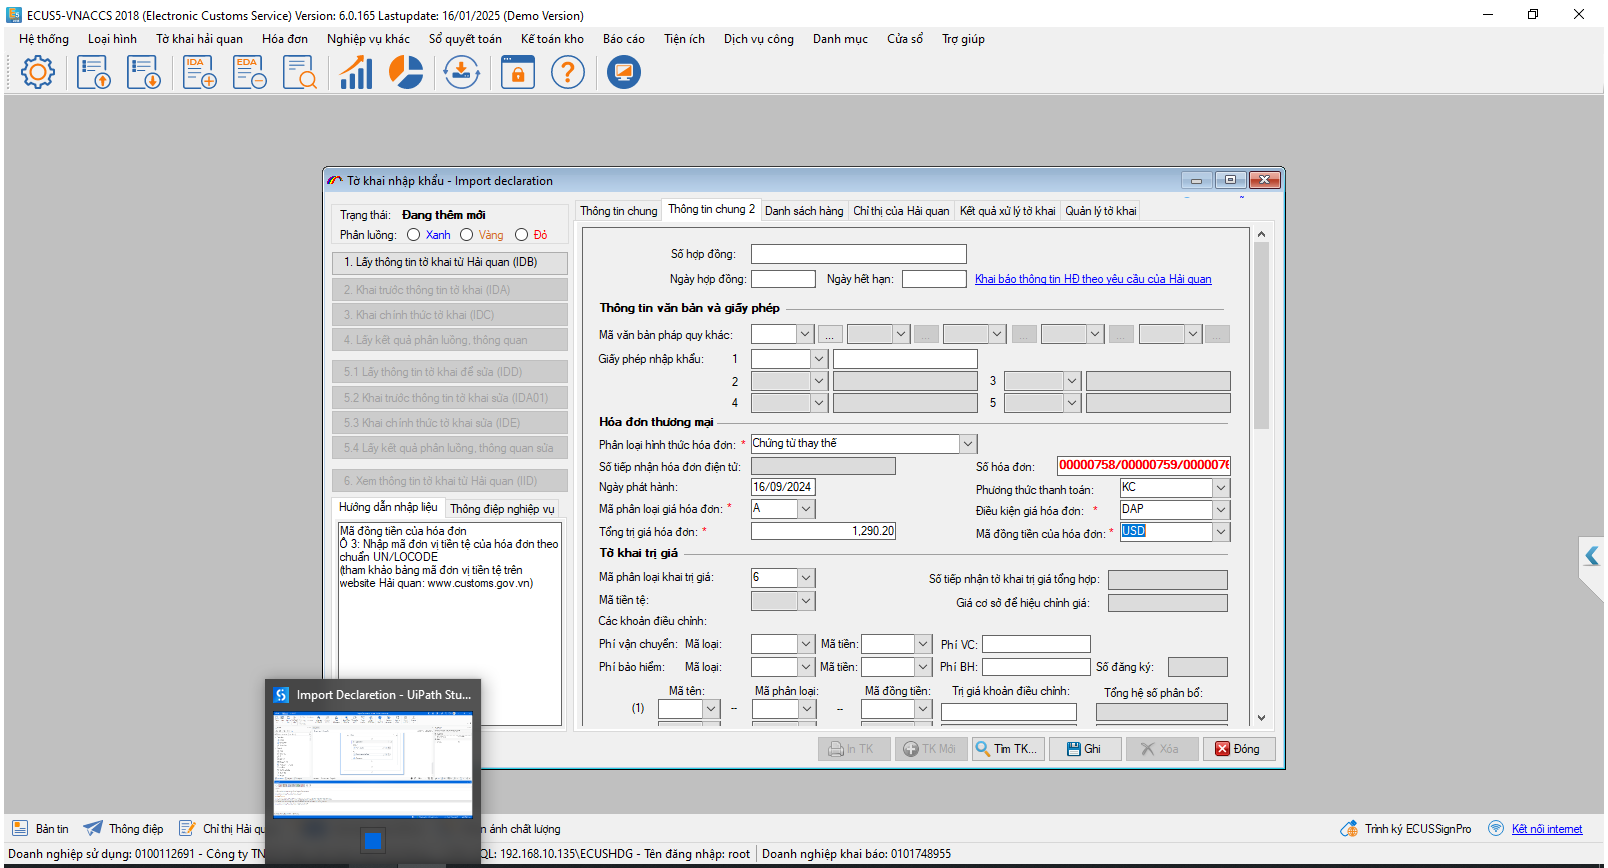 ECUS5-VNACCS 2018 (Electronic Customs Service) Version: 6.0.165 Lastupdate: 16/01/2025 (Demo Version)
Hệ thống Loại hình Tờ khai hải quan Hóa đơn Nghiệp vụ khác Sổ quyết toán Kế toán kho Báo cáo Tiện ích Dịch vụ công Danh mục Cửa sổ Trợ giúp
IDA EDA
Tờ khai nhập khẩu - Import declaration
Trạng thái: Đang thêm mới
Phân luồng: Xanh Vàng Đỏ
1. Lấy thông tin tờ khai từ Hải quan (IDB)
2. Khai trước thông tin tờ khai (IDA)
3. Khai chính thức tờ khai (IDC)
4. Lấy kết quả phân luồng, thông quan
5.1 Lấy thông tin tờ khai để sửa (IDD)
5.2 Khai trước thông tin tờ khai sửa (IDA01)
5.3 Khai chính thức tờ khai sửa (IDE)
5.4 Lấy kết quả phân luồng, thông quan sửa
6. Xem thông tin tờ khai từ Hải quan (IID)
Hướng dẫn nhập liệu Thông điệp nghiệp vụ
Mã đồng tiền của hóa đơn
Ô 3: Nhập mã đơn vị tiền tệ của hóa đơn theo
chuẩn UN/LOCODE
(tham khảo bảng mã đơn vị tiền tệ trên
website Hải quan: www.customs.gov.vn)
Thông tin chung Thông tin chung 2 Danh sách hàng Chỉ thị của Hải quan Kết quả xử lý tờ khai Quản lý tờ khai
Số hợp đồng:
Ngày hợp đồng: Ngày hết hạn: Khai báo thông tin HĐ theo yêu cầu của Hải quan
Thông tin văn bản và giấy phép
Mã văn bản pháp quy khác: ... ... ... ... ...
Giấy phép nhập khẩu: 1
2 3
4 5
Hóa đơn thương mại
Phân loại hình thức hóa đơn: * Chứng từ thay thế
Số tiếp nhận hóa đơn điện tử: Số hóa đơn: 00000758/00000759/0000076
Ngày phát hành: 16/09/2024 Phương thức thanh toán: KC
Mã phân loại giá hóa đơn: * A Điều kiện giá hóa đơn: * DAP
Tổng trị giá hóa đơn: * 1,290.20 Mã đồng tiền của hóa đơn: * USD
Tờ khai trị giá
Mã phân loại khai trị giá: 6 Số tiếp nhận tờ khai trị giá tổng hợp:
Mã tiền tệ: Giá cơ sở để hiệu chỉnh giá:
Các khoản điều chỉnh:
Phí vận chuyển: Mã loại: Mã tiền: Phí VC:
Phí bảo hiểm: Mã loại: Mã tiền: Phí BH: Số đăng ký:
Mã tên: Mã phân loại: Mã đồng tiền: Trị giá khoản điều chỉnh: Tổng hệ số phân bổ:
(1) -- --
In TK TK Mới Tìm TK... Ghi Xóa Đóng
Import Declaretion - UiPath Stu...
Bản tin Thông điệp Chỉ thị Hải qu n ánh chất lượng Trình ký ECUSSignPro Kết nối internet
Doanh nghiệp sử dụng: 0100112691 - Công ty TN QL: 192.168.10.135\ECUSHDG - Tên đăng nhập: root Doanh nghiệp khai báo: 0101748955